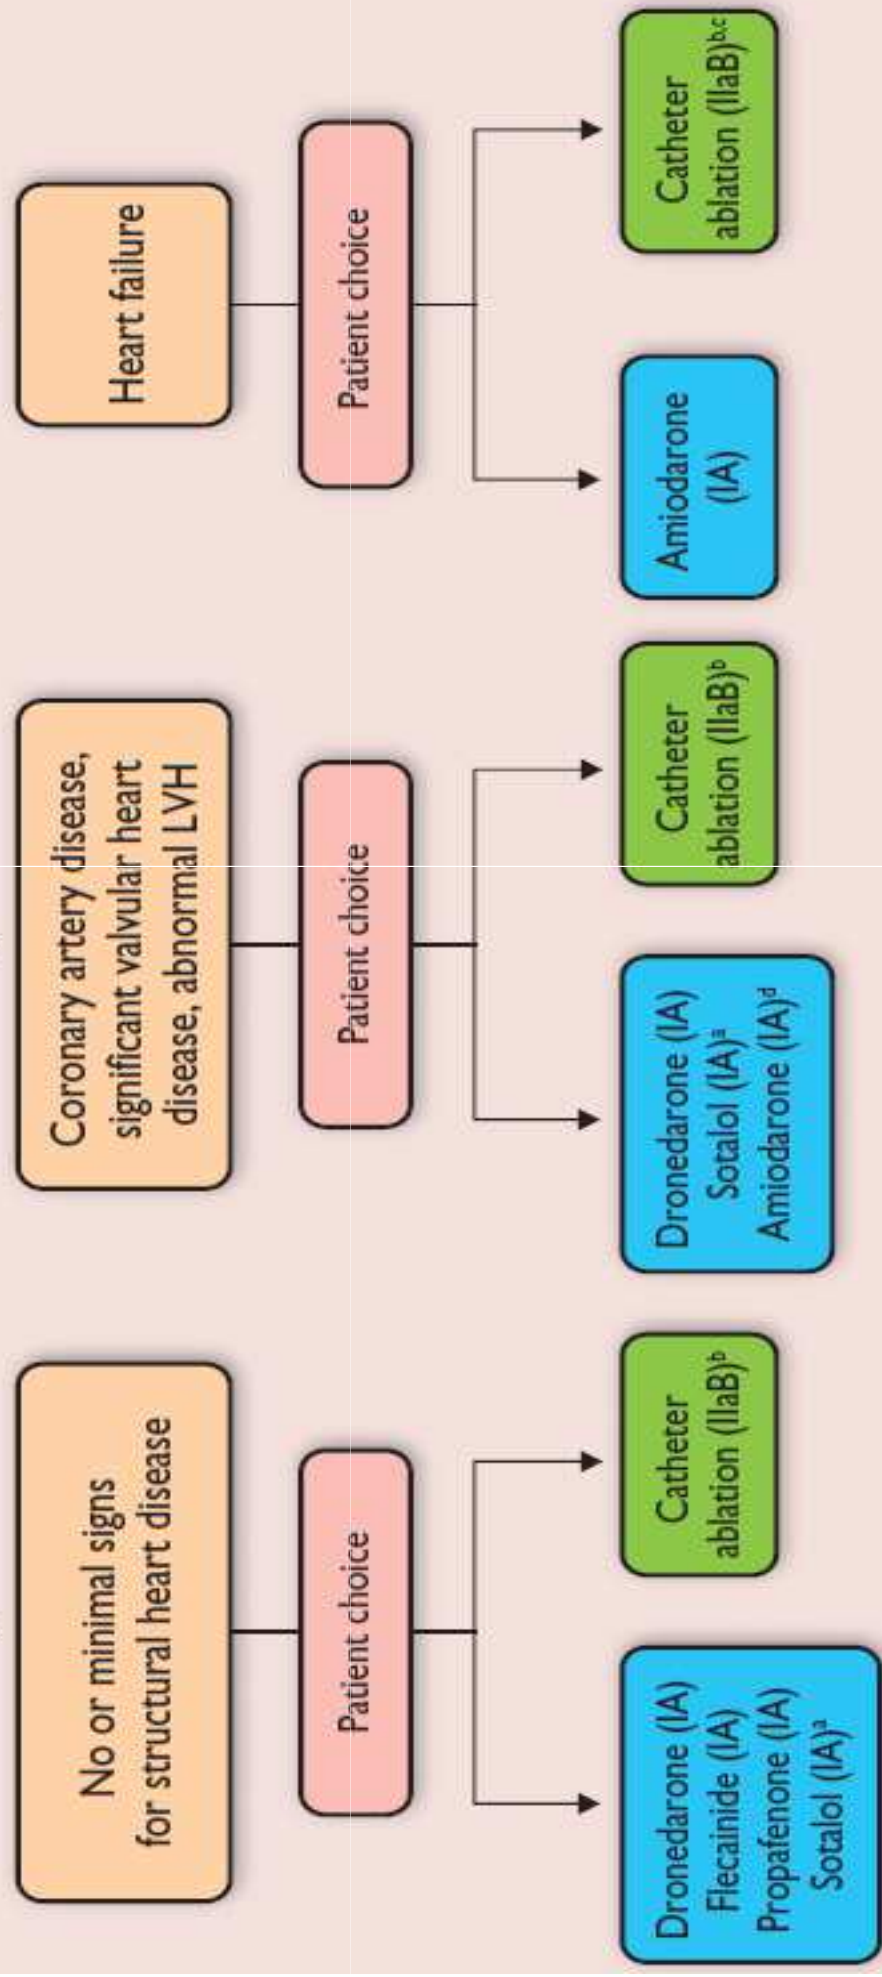 No or minimal signs
for structural heart disease
Coronary artery disease,
significant valvular heart
disease, abnormal LVH
Heart failure
Patient choice
Patient choice
Patient choice
Dronedarone (IA)
Flecainide (IA)
Propafenone (IA)
Sotalol (IA)ᵃ
Catheter
ablation (IIaB)ᵇ
Dronedarone (IA)
Sotalol (IA)ᵃ
Amiodarone (IA)ᵈ
Catheter
ablation (IIaB)ᵇ
Amiodarone
(IA)
Catheter
ablation (IIaB)ᵇ,ᶜ